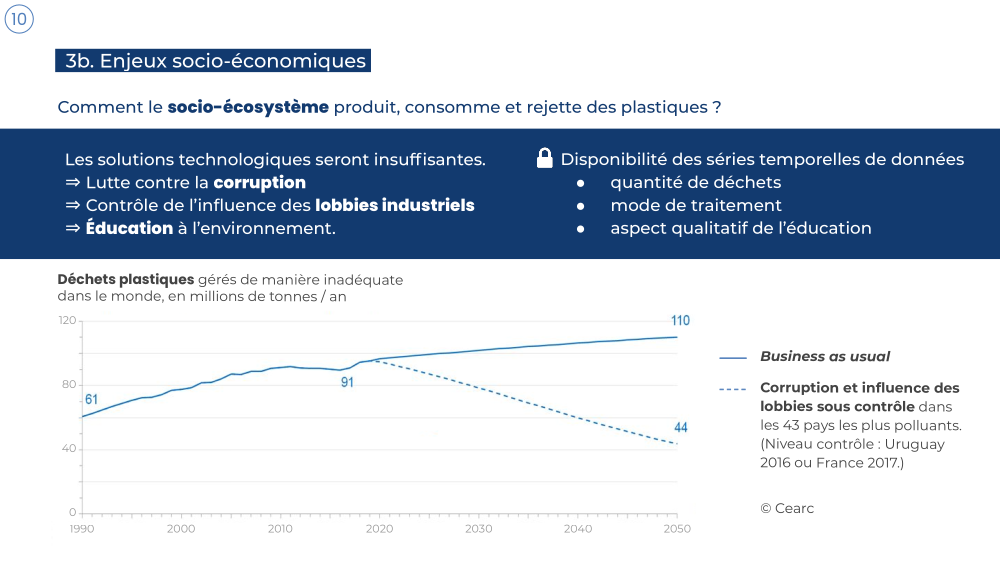 10
3b. Enjeux socio-économiques
Comment le socio-écosystème produit, consomme et rejette des plastiques ?
Les solutions technologiques seront insuffisantes.
⇒ Lutte contre la corruption
⇒ Contrôle de l'influence des lobbies industriels
⇒ Éducation à l'environnement.
Disponibilité des séries temporelles de données
● quantité de déchets
● mode de traitement
● aspect qualitatif de l'éducation
Déchets plastiques gérés de manière inadéquate
dans le monde, en millions de tonnes / an
120
80
40
0
61
91
110
44
1990 2000 2010 2020 2030 2040 2050
Business as usual
Corruption et influence des
lobbies sous contrôle dans
les 43 pays les plus polluants.
(Niveau contrôle : Uruguay
2016 ou France 2017.)
© Cearc